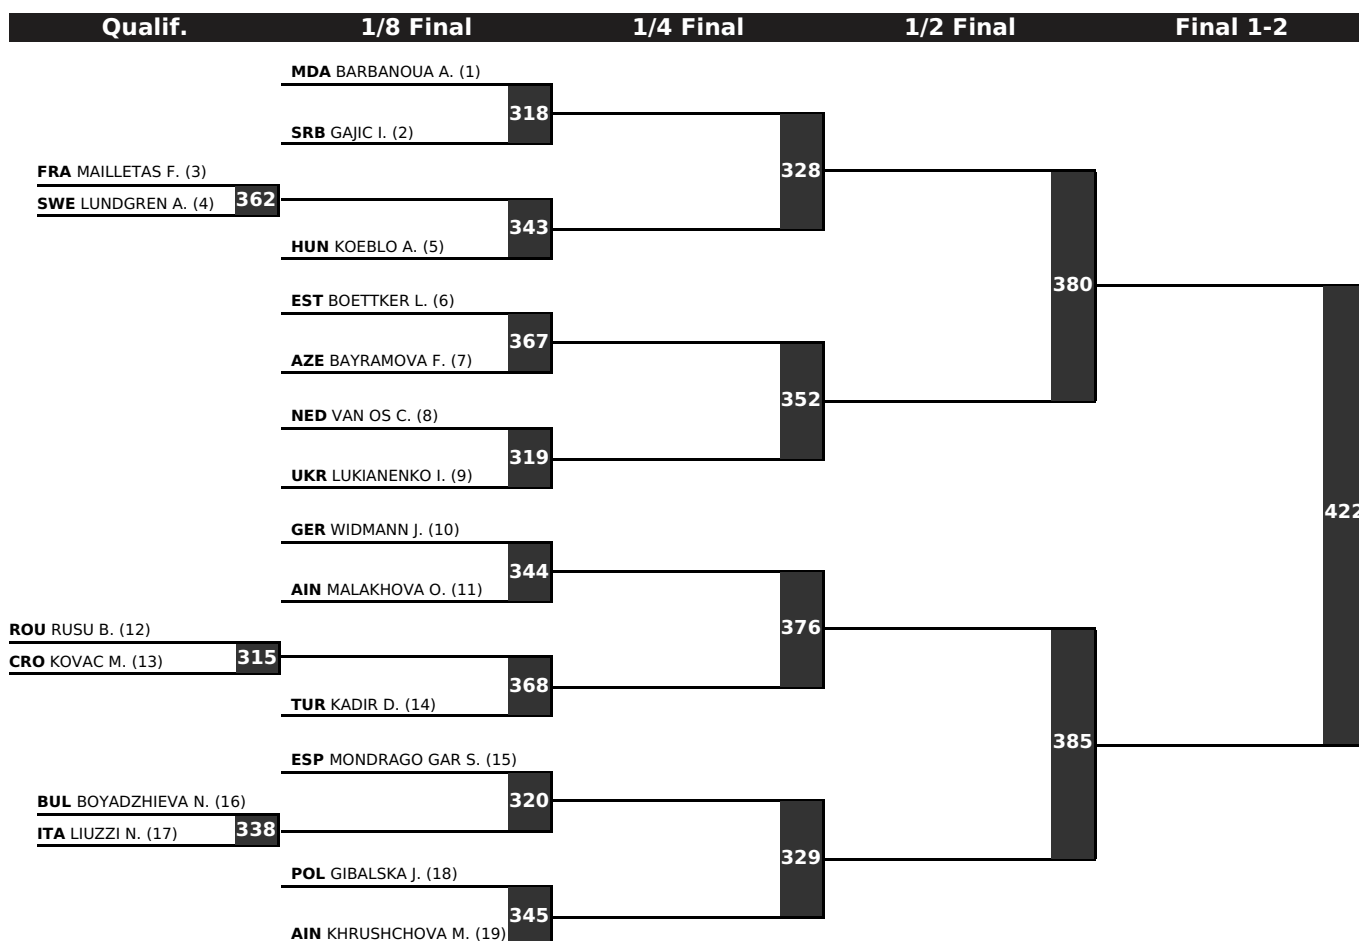 Qualif. 1/8 Final 1/4 Final 1/2 Final Final 1-2
MDA BARBANOUA A. (1)
318
SRB GAJIC I. (2)
FRA MAILLETAS F. (3)
328
SWE LUNDGREN A. (4) 362
343
HUN KOEBLO A. (5)
380
EST BOETTKER L. (6)
367
AZE BAYRAMOVA F. (7)
352
NED VAN OS C. (8)
319
UKR LUKIANENKO I. (9)
422
GER WIDMANN J. (10)
344
AIN MALAKHOVA O. (11)
ROU RUSU B. (12)
376
CRO KOVAC M. (13) 315
368
TUR KADIR D. (14)
385
ESP MONDRAGO GAR S. (15)
BUL BOYADZHIEVA N. (16)
320
ITA LIUZZI N. (17) 338
329
POL GIBALSKA J. (18)
345
AIN KHRUSHCHOVA M. (19)